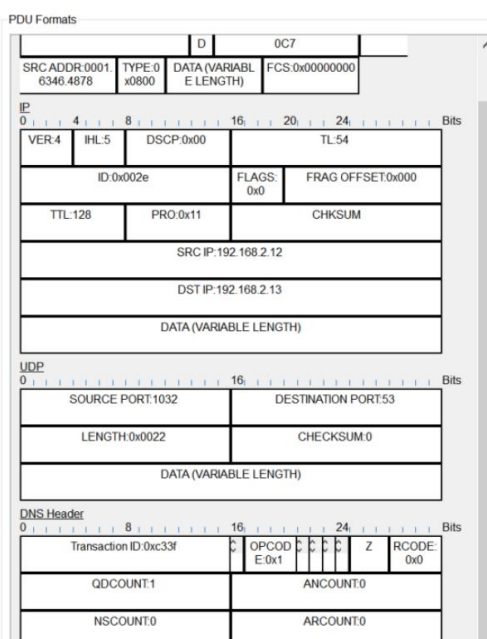 PDU Formats
D 0C7
SRC ADDR:0001. TYPE:0 DATA (VARIABL FCS:0x00000000
6346.4878 x0800 E LENGTH)
IP
0 4 8 16 20 24 Bits
VER:4 IHL:5 DSCP:0x00 TL:54
ID:0x002e FLAGS: FRAG OFFSET:0x000
0x0
TTL:128 PRO:0x11 CHKSUM
SRC IP:192.168.2.12
DST IP:192.168.2.13
DATA (VARIABLE LENGTH)
UDP
0 16 Bits
SOURCE PORT:1032 DESTINATION PORT:53
LENGTH:0x0022 CHECKSUM:0
DATA (VARIABLE LENGTH)
DNS Header
0 8 16 24 Bits
Transaction ID:0xc33f OPCOD Z RCODE:
E:0x1 0x0
QDCOUNT:1 ANCOUNT:0
NSCOUNT:0 ARCOUNT:0